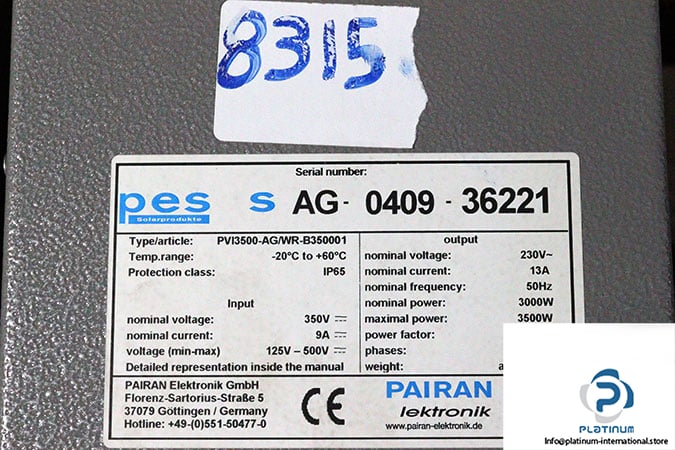 8315
Serial number:
pes s AG- 0409 - 36221
Solarprodukte
Type/article: PVI3500-AG/WR-B350001
Temp.range: -20°C to +60°C
Protection class: IP65
Input
nominal voltage: 350V ⎓
nominal current: 9A ⎓
voltage (min-max) 125V – 500V ⎓
Detailed representation inside the manual
output
nominal voltage: 230V~
nominal current: 13A
nominal frequency: 50Hz
nominal power: 3000W
maximal power: 3500W
power factor:
phases:
weight:
PAIRAN Elektronik GmbH
Florenz-Sartorius-Straße 5
37079 Göttingen / Germany
Hotline: +49-(0)551-50477-0
CE
PAIRAN
lektronik
www.pairan-elektronik.de
PLATINUM
Info@platinum-international.store